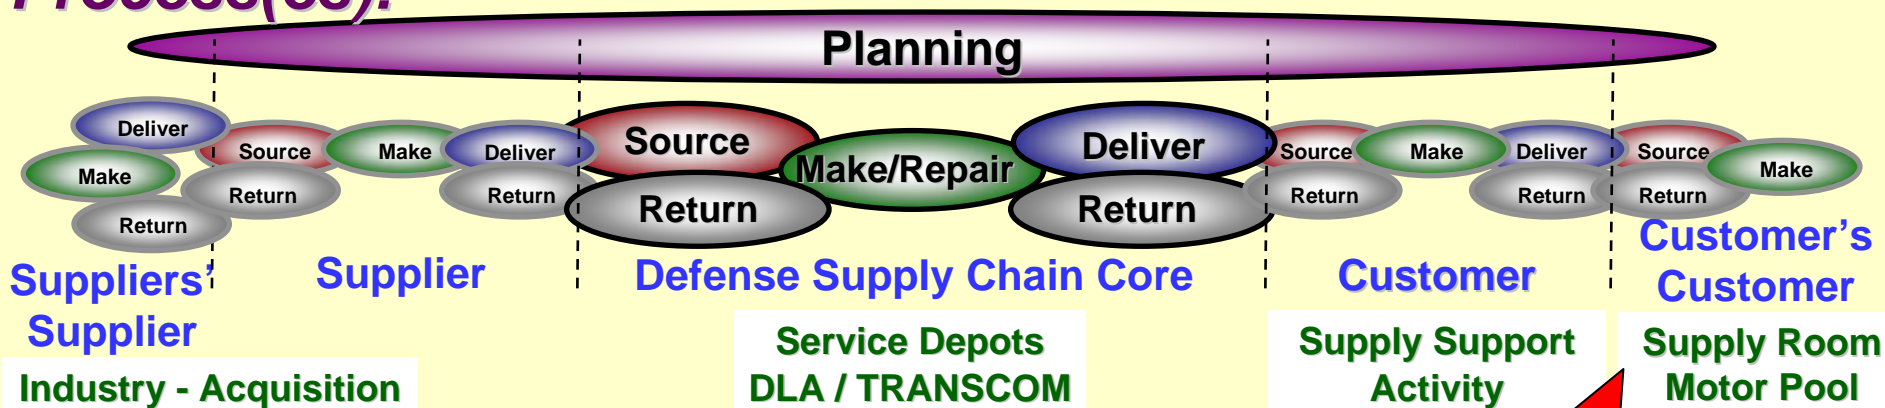 Process(es):
Planning
Deliver
Make
Return
Source
Return
Make
Deliver
Return
Source
Return
Make/Repair
Deliver
Return
Source
Return
Make
Deliver
Return
Source
Return
Make
Suppliers'
Supplier
Supplier
Defense Supply Chain Core
Customer
Customer's
Customer
Industry - Acquisition
Service Depots
DLA / TRANSCOM
Supply Support
Activity
Supply Room
Motor Pool